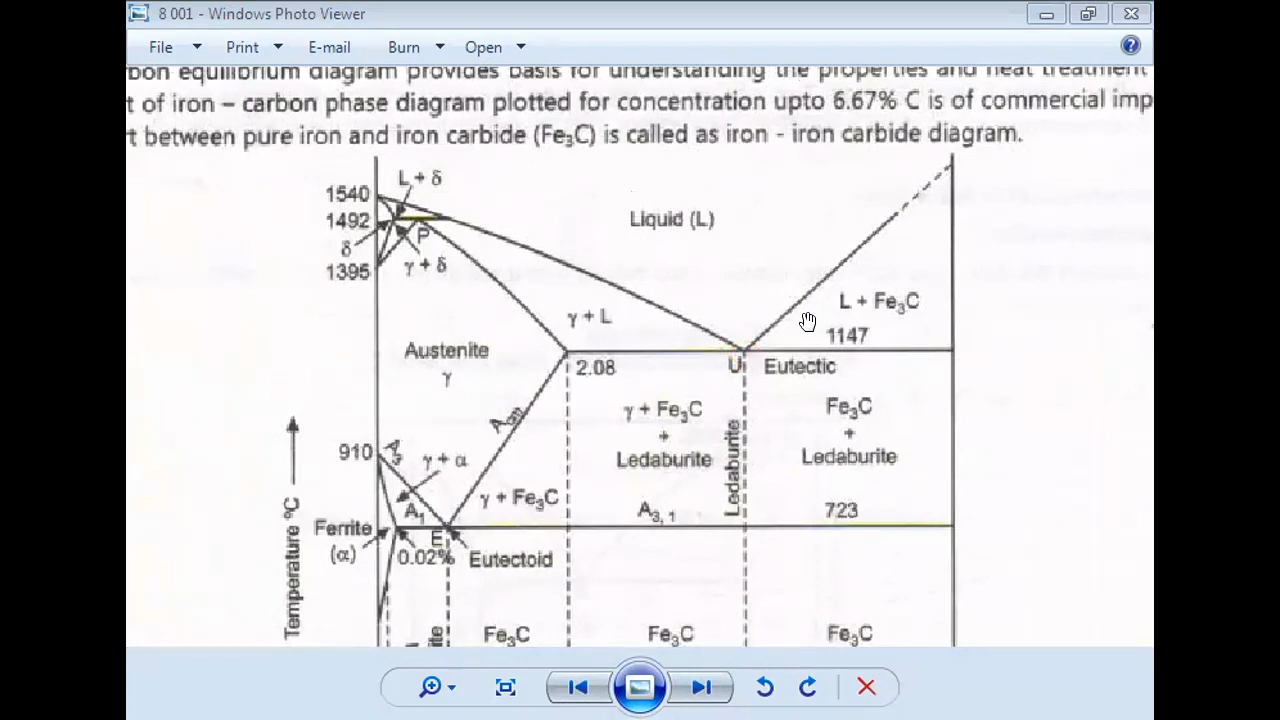 8 001 - Windows Photo Viewer
File Print E-mail Burn Open
bon equilibrium diagram provides basis for understanding the properties and heat treatment
t of iron – carbon phase diagram plotted for concentration upto 6.67% C is of commercial imp
t between pure iron and iron carbide (Fe₃C) is called as iron - iron carbide diagram.
L + δ
1540
1492
δ
P
γ + δ
1395
Liquid (L)
L + Fe₃C
γ + L
1147
Austenite
γ
2.08
U
Eutectic
Acm
γ + Fe₃C
+
Ledaburite
Ledaburite
Fe₃C
+
Ledaburite
910
A₃
γ + α
γ + Fe₃C
A₁
A₃, ₁
723
Ferrite
(α)
E
0.02%
Eutectoid
Temperature ºC
Fe₃C
Fe₃C
Fe₃C